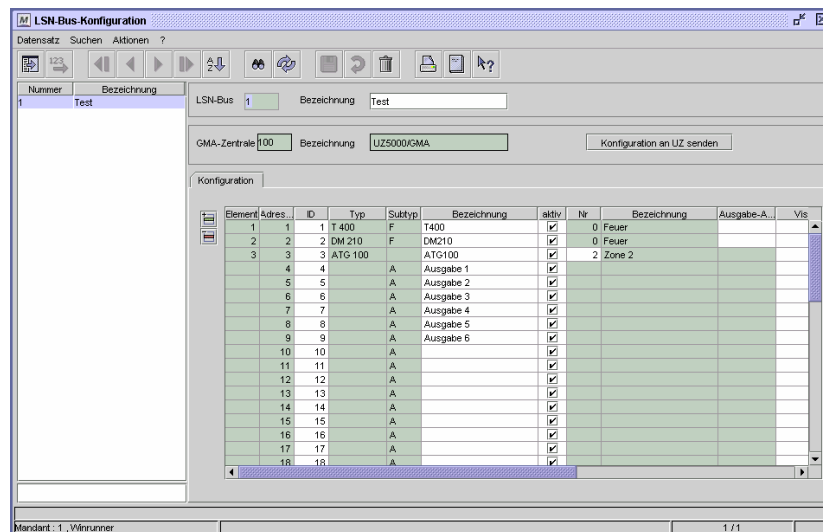 M LSN-Bus-Konfiguration
Datensatz Suchen Aktionen ?
123
A Z
?
Nummer Bezeichnung
1 Test
LSN-Bus 1 Bezeichnung Test
GMA-Zentrale 100 Bezeichnung UZ5000/GMA Konfiguration an UZ senden
Konfiguration
Element Adres... ID Typ Subtyp Bezeichnung aktiv Nr Bezeichnung Ausgabe-A... Vis
1 1 1 T 400 F T400 0 Feuer
2 2 2 DM 210 F DM210 0 Feuer
3 3 3 ATG 100 ATG100 2 Zone 2
4 4 A Ausgabe 1
5 5 A Ausgabe 2
6 6 A Ausgabe 3
7 7 A Ausgabe 4
8 8 A Ausgabe 5
9 9 A Ausgabe 6
10 10 A
11 11 A
12 12 A
13 13 A
14 14 A
15 15 A
16 16 A
17 17 A
18 18 A
Mandant : 1 , Winrunner 1 / 1